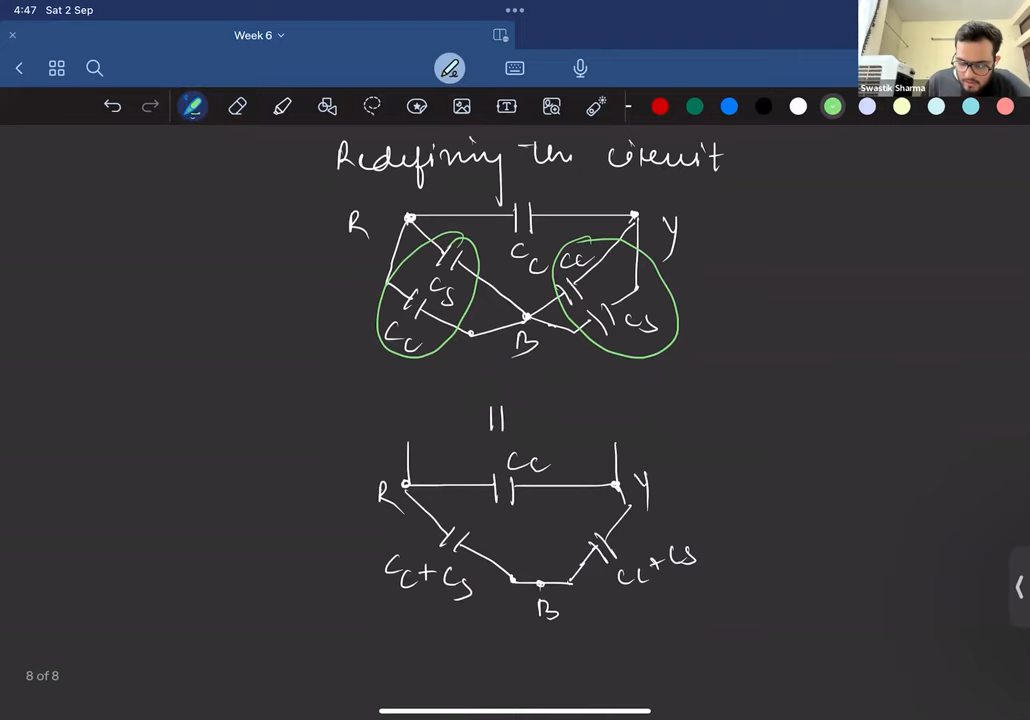 4:47 Sat 2 Sep
Week 6
Swastik Sharma
Redefining the circuit
R
Y
Cc
Cc
Cs
Cs
Cc
B
||
Cc
R
Y
Cc + Cs
Cc + Cs
B
8 of 8